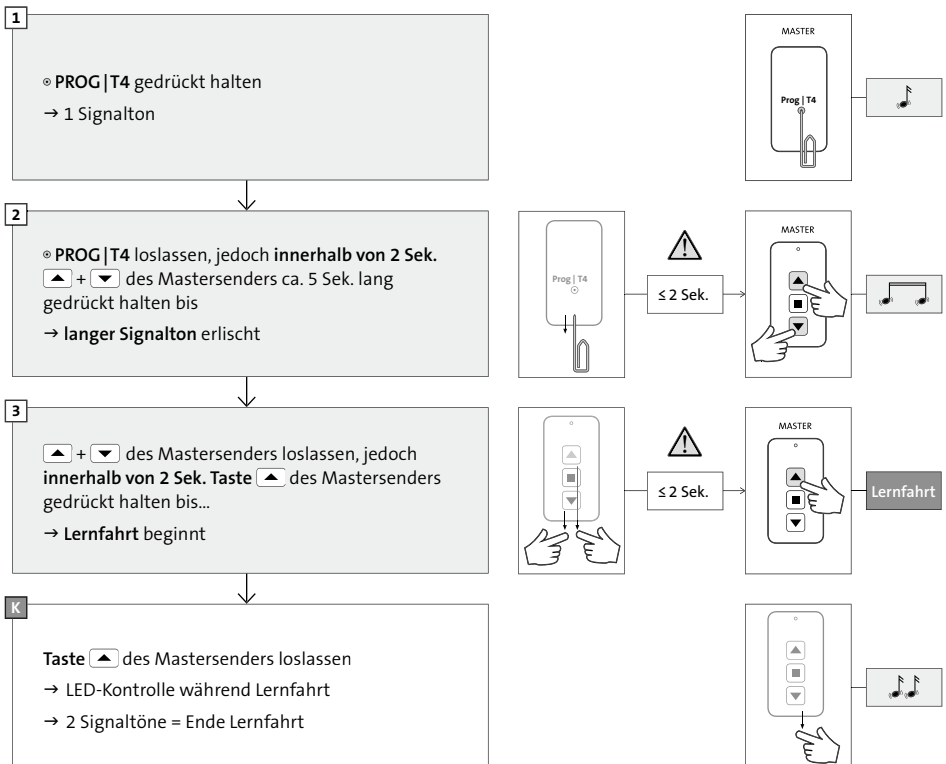 1
⊙ PROG|T4 gedrückt halten
→ 1 Signalton
MASTER
Prog | T4
2
⊙ PROG|T4 loslassen, jedoch innerhalb von 2 Sek.
▲ + ▼ des Mastersenders ca. 5 Sek. lang
gedrückt halten bis
→ langer Signalton erlischt
Prog | T4
≤ 2 Sek.
MASTER
3
▲ + ▼ des Mastersenders loslassen, jedoch
innerhalb von 2 Sek. Taste ▲ des Mastersenders
gedrückt halten bis...
→ Lernfahrt beginnt
≤ 2 Sek.
MASTER
Lernfahrt
K
Taste ▲ des Mastersenders loslassen
→ LED-Kontrolle während Lernfahrt
→ 2 Signaltöne = Ende Lernfahrt